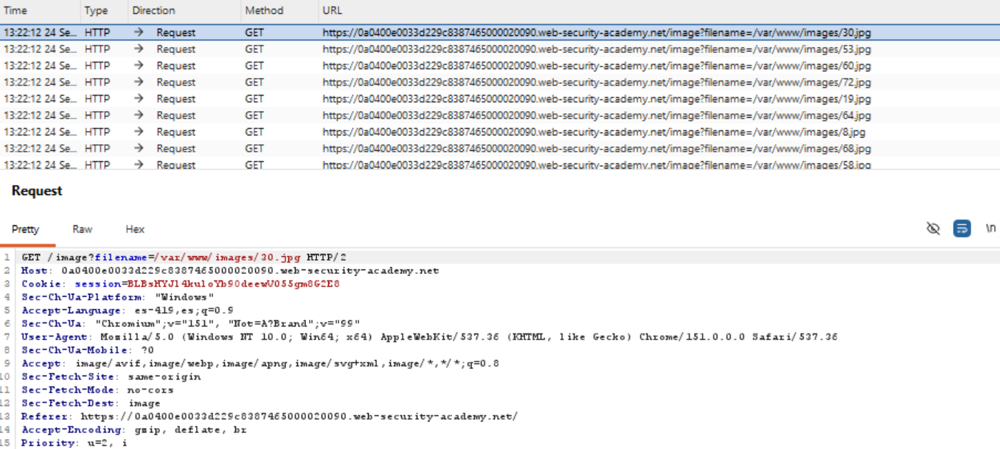 Time Type Direction Method URL
13:22:12 24 Se... HTTP → Request GET https://0a0400e0033d229c8387465000020090.web-security-academy.net/image?filename=/var/www/images/30.jpg
13:22:12 24 Se... HTTP → Request GET https://0a0400e0033d229c8387465000020090.web-security-academy.net/image?filename=/var/www/images/53.jpg
13:22:12 24 Se... HTTP → Request GET https://0a0400e0033d229c8387465000020090.web-security-academy.net/image?filename=/var/www/images/60.jpg
13:22:12 24 Se... HTTP → Request GET https://0a0400e0033d229c8387465000020090.web-security-academy.net/image?filename=/var/www/images/72.jpg
13:22:12 24 Se... HTTP → Request GET https://0a0400e0033d229c8387465000020090.web-security-academy.net/image?filename=/var/www/images/19.jpg
13:22:12 24 Se... HTTP → Request GET https://0a0400e0033d229c8387465000020090.web-security-academy.net/image?filename=/var/www/images/64.jpg
13:22:12 24 Se... HTTP → Request GET https://0a0400e0033d229c8387465000020090.web-security-academy.net/image?filename=/var/www/images/8.jpg
13:22:12 24 Se... HTTP → Request GET https://0a0400e0033d229c8387465000020090.web-security-academy.net/image?filename=/var/www/images/68.jpg
13:22:12 24 Se... HTTP → Request GET https://0a0400e0033d229c8387465000020090.web-security-academy.net/image?filename=/var/www/images/58.jpg
Request
Pretty Raw Hex \n
1 GET /image?filename=/var/www/images/30.jpg HTTP/2
2 Host: 0a0400e0033d229c8387465000020090.web-security-academy.net
3 Cookie: session=BLBsHYJl4kuloYb90deewU055gm8G2E8
4 Sec-Ch-Ua-Platform: "Windows"
5 Accept-Language: es-419,es;q=0.9
6 Sec-Ch-Ua: "Chromium";v="151", "Not=A?Brand";v="99"
7 User-Agent: Mozilla/5.0 (Windows NT 10.0; Win64; x64) AppleWebKit/537.36 (KHTML, like Gecko) Chrome/151.0.0.0 Safari/537.36
8 Sec-Ch-Ua-Mobile: ?0
9 Accept: image/avif,image/webp,image/apng,image/svg+xml,image/*,*/*;q=0.8
10 Sec-Fetch-Site: same-origin
11 Sec-Fetch-Mode: no-cors
12 Sec-Fetch-Dest: image
13 Referer: https://0a0400e0033d229c8387465000020090.web-security-academy.net/
14 Accept-Encoding: gzip, deflate, br
15 Priority: u=2, i